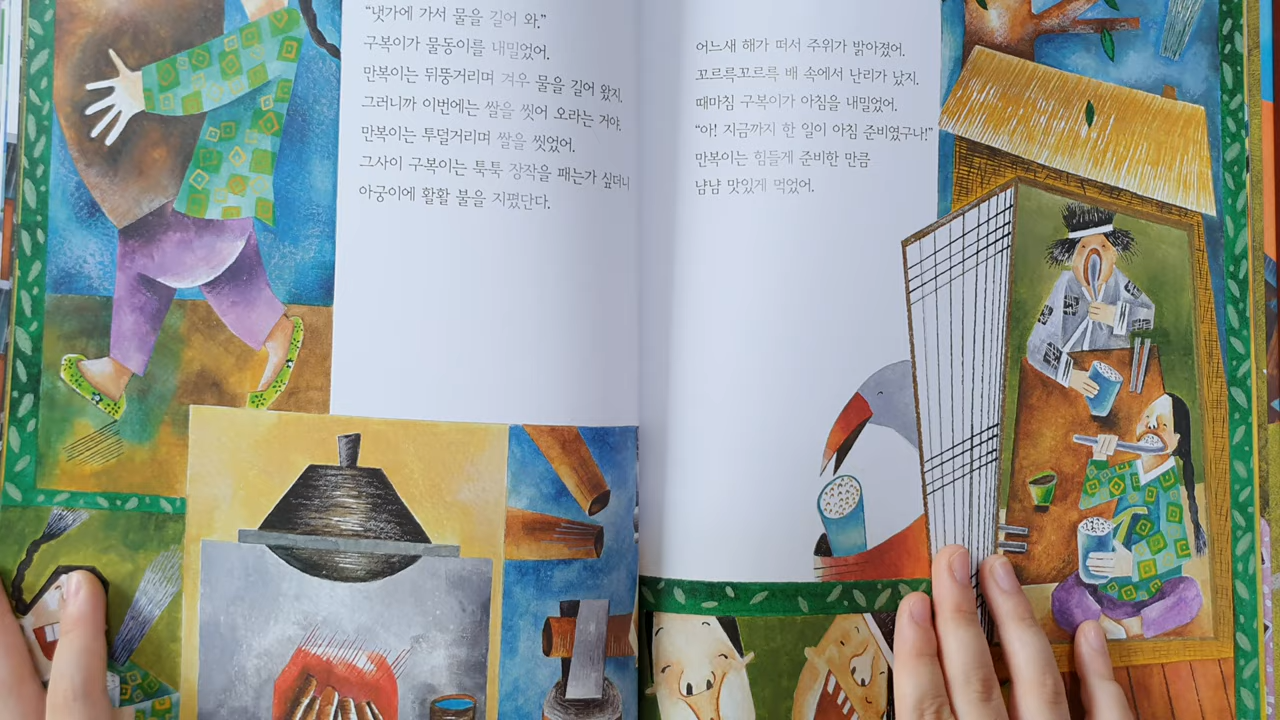 “냇가에 가서 물을 길어 와.”
구복이가 물동이를 내밀었어.
만복이는 뒤뚱거리며 겨우 물을 길어 왔지.
그러니까 이번에는 쌀을 씻어 오라는 거야.
만복이는 투덜거리며 쌀을 씻었어.
그사이 구복이는 툭툭 장작을 패는가 싶더니
아궁이에 활활 불을 지폈단다.
어느새 해가 떠서 주위가 밝아졌어.
꼬르륵꼬르륵 배 속에서 난리가 났지.
때마침 구복이가 아침을 내밀었어.
“아! 지금까지 한 일이 아침 준비였구나!”
만복이는 힘들게 준비한 만큼
냠냠 맛있게 먹었어.